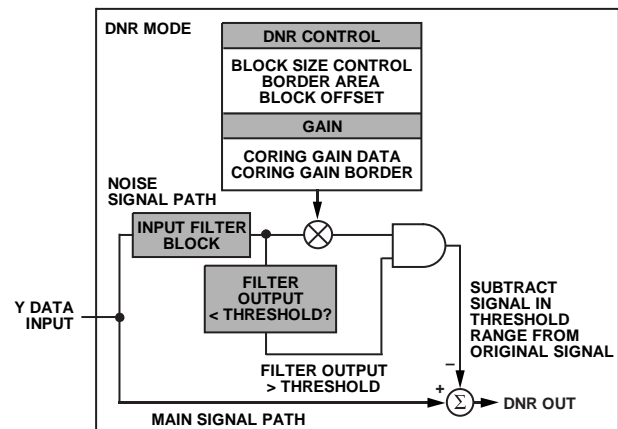 DNR MODE
DNR CONTROL
BLOCK SIZE CONTROL
BORDER AREA
BLOCK OFFSET
GAIN
CORING GAIN DATA
CORING GAIN BORDER
NOISE
SIGNAL PATH
INPUT FILTER
BLOCK
FILTER
OUTPUT
< THRESHOLD?
Y DATA
INPUT
FILTER OUTPUT
> THRESHOLD
SUBTRACT
SIGNAL IN
THRESHOLD
RANGE FROM
ORIGINAL SIGNAL
–
+
Σ
DNR OUT
MAIN SIGNAL PATH